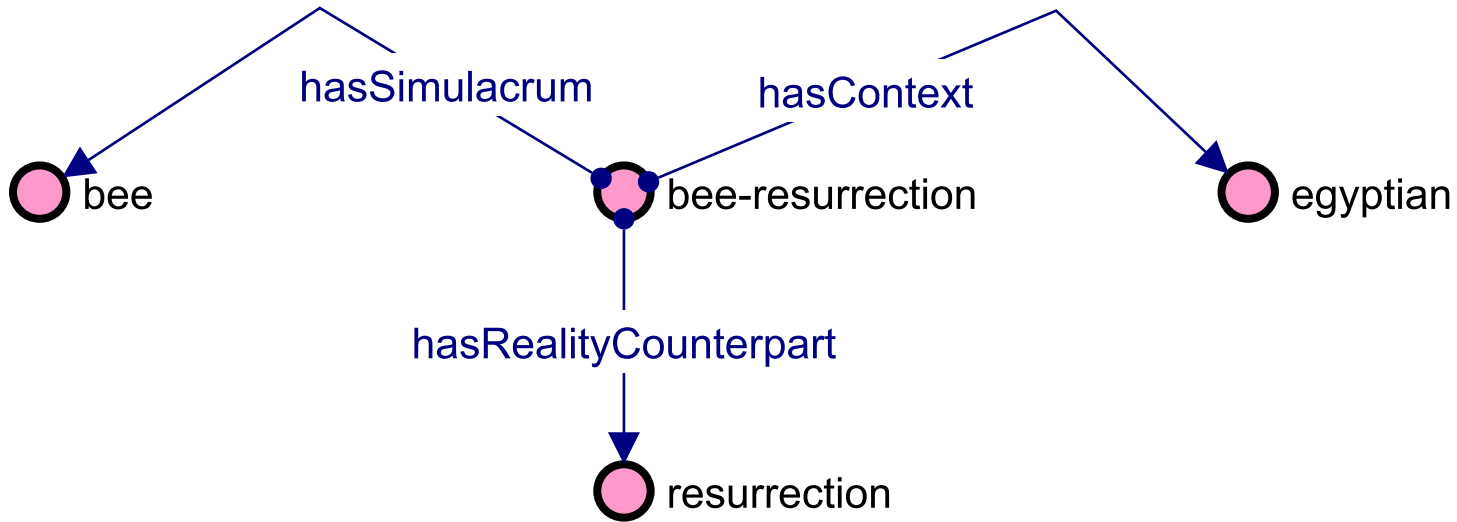 hasSimulacrum
hasContext
bee
bee-resurrection
egyptian
hasRealityCounterpart
resurrection